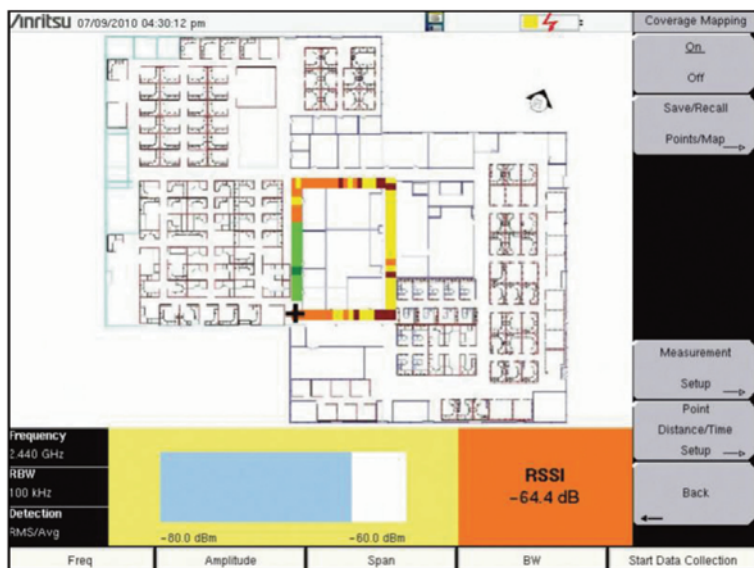 Anritsu 07/09/2010 04:30:12 pm
Coverage Mapping
On
Off
Save/Recall
Points/Map
Measurement
Setup
Point
Distance/Time
Setup
Back
Frequency
2.440 GHz
RBW
100 kHz
Detection
RMS/Avg
-80.0 dBm
-60.0 dBm
RSSI
-64.4 dB
Freq
Amplitude
Span
BW
Start Data Collection